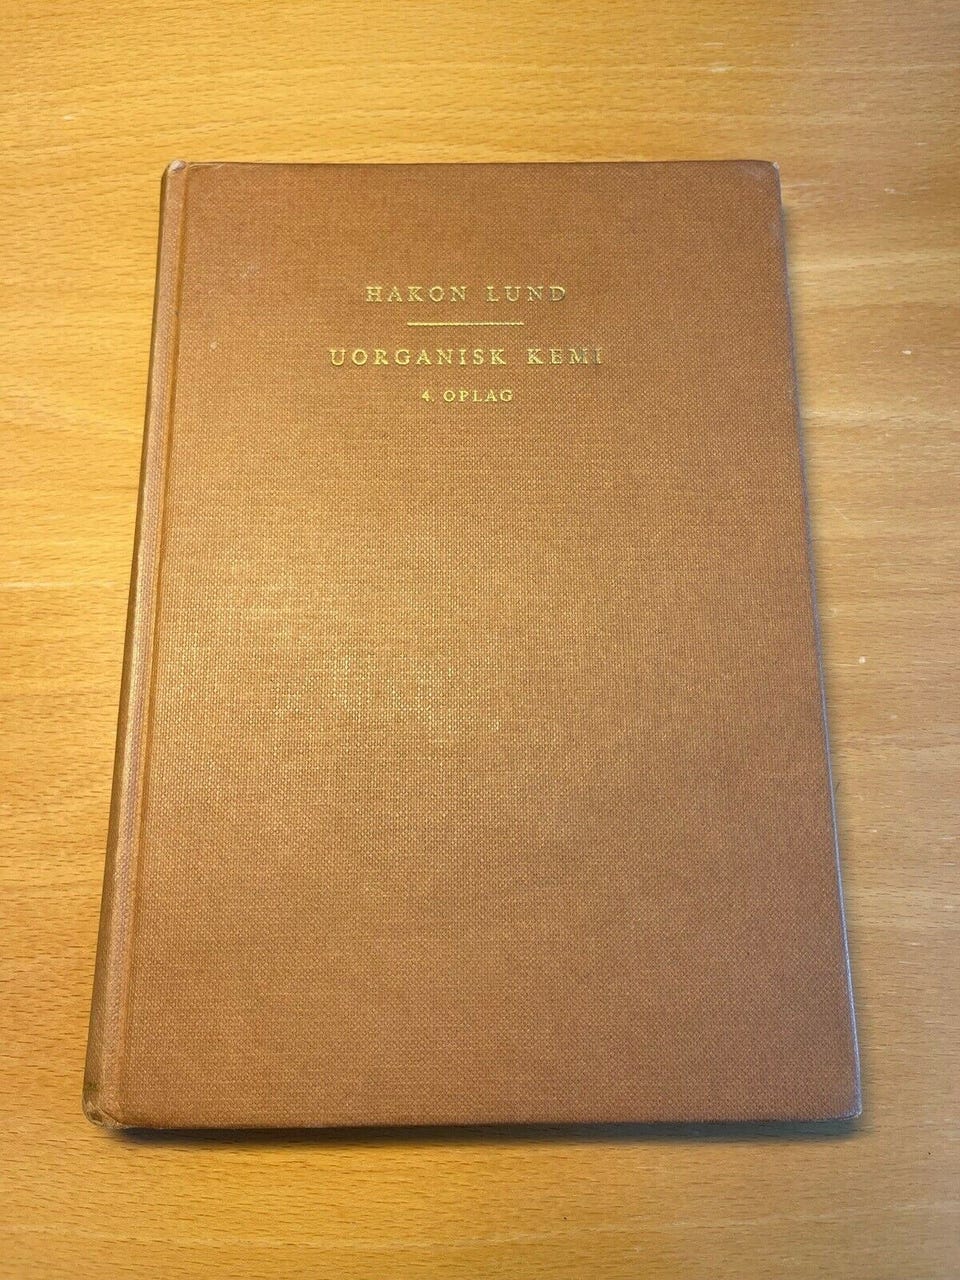 HAKON LUND
UORGANISK KEMI
4. OPLAG